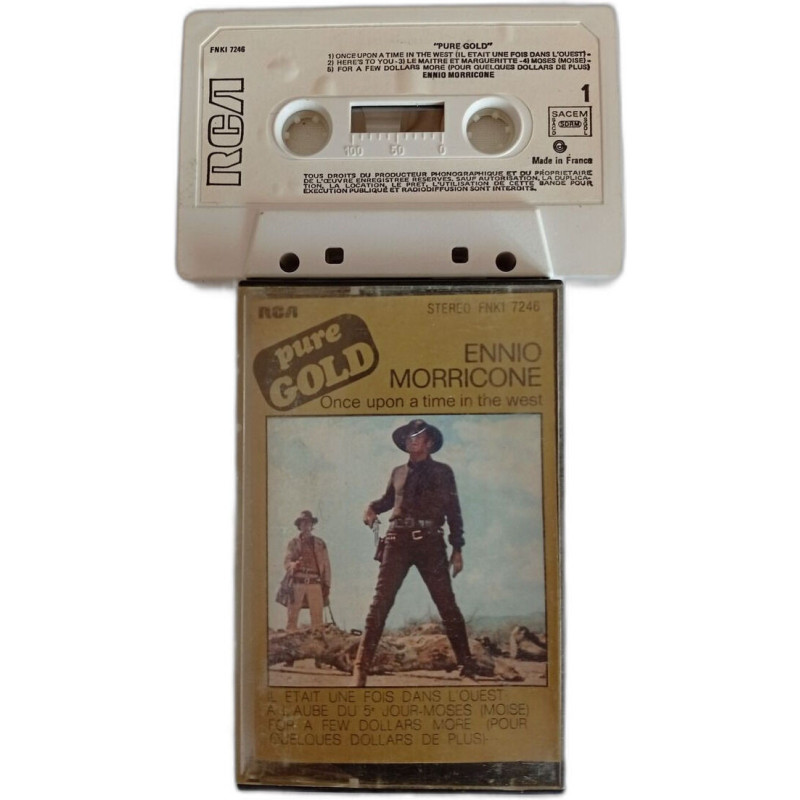 FNKI 7246
"PURE GOLD"
1) ONCE UPON A TIME IN THE WEST (IL ETAIT UNE FOIS DANS L'OUEST) -
2) HERE'S TO YOU - 3) LE MAITRE ET MARGUERITTE - 4) MOSES (MOISE) -
5) FOR A FEW DOLLARS MORE (POUR QUELQUES DOLLARS DE PLUS)
ENNIO MORRICONE
RCA
1
SACEM
SDRM
100 50 0
Made in France
TOUS DROITS DU PRODUCTEUR PHONOGRAPHIQUE ET DU PROPRIETAIRE
DE L'ŒUVRE ENREGISTREE RESERVES. SAUF AUTORISATION, LA DUPLICA-
TION, LA LOCATION, LE PRET, L'UTILISATION DE CETTE BANDE POUR
EXECUTION PUBLIQUE ET RADIODIFFUSION SONT INTERDITS.
RCA
STEREO FNKI 7246
pure
GOLD
ENNIO
MORRICONE
Once upon a time in the west
IL ETAIT UNE FOIS DANS L'OUEST
AU AUBE DU 5e JOUR-MOSES (MOISE)
FOR A FEW DOLLARS MORE (POUR
QUELQUES DOLLARS DE PLUS)-